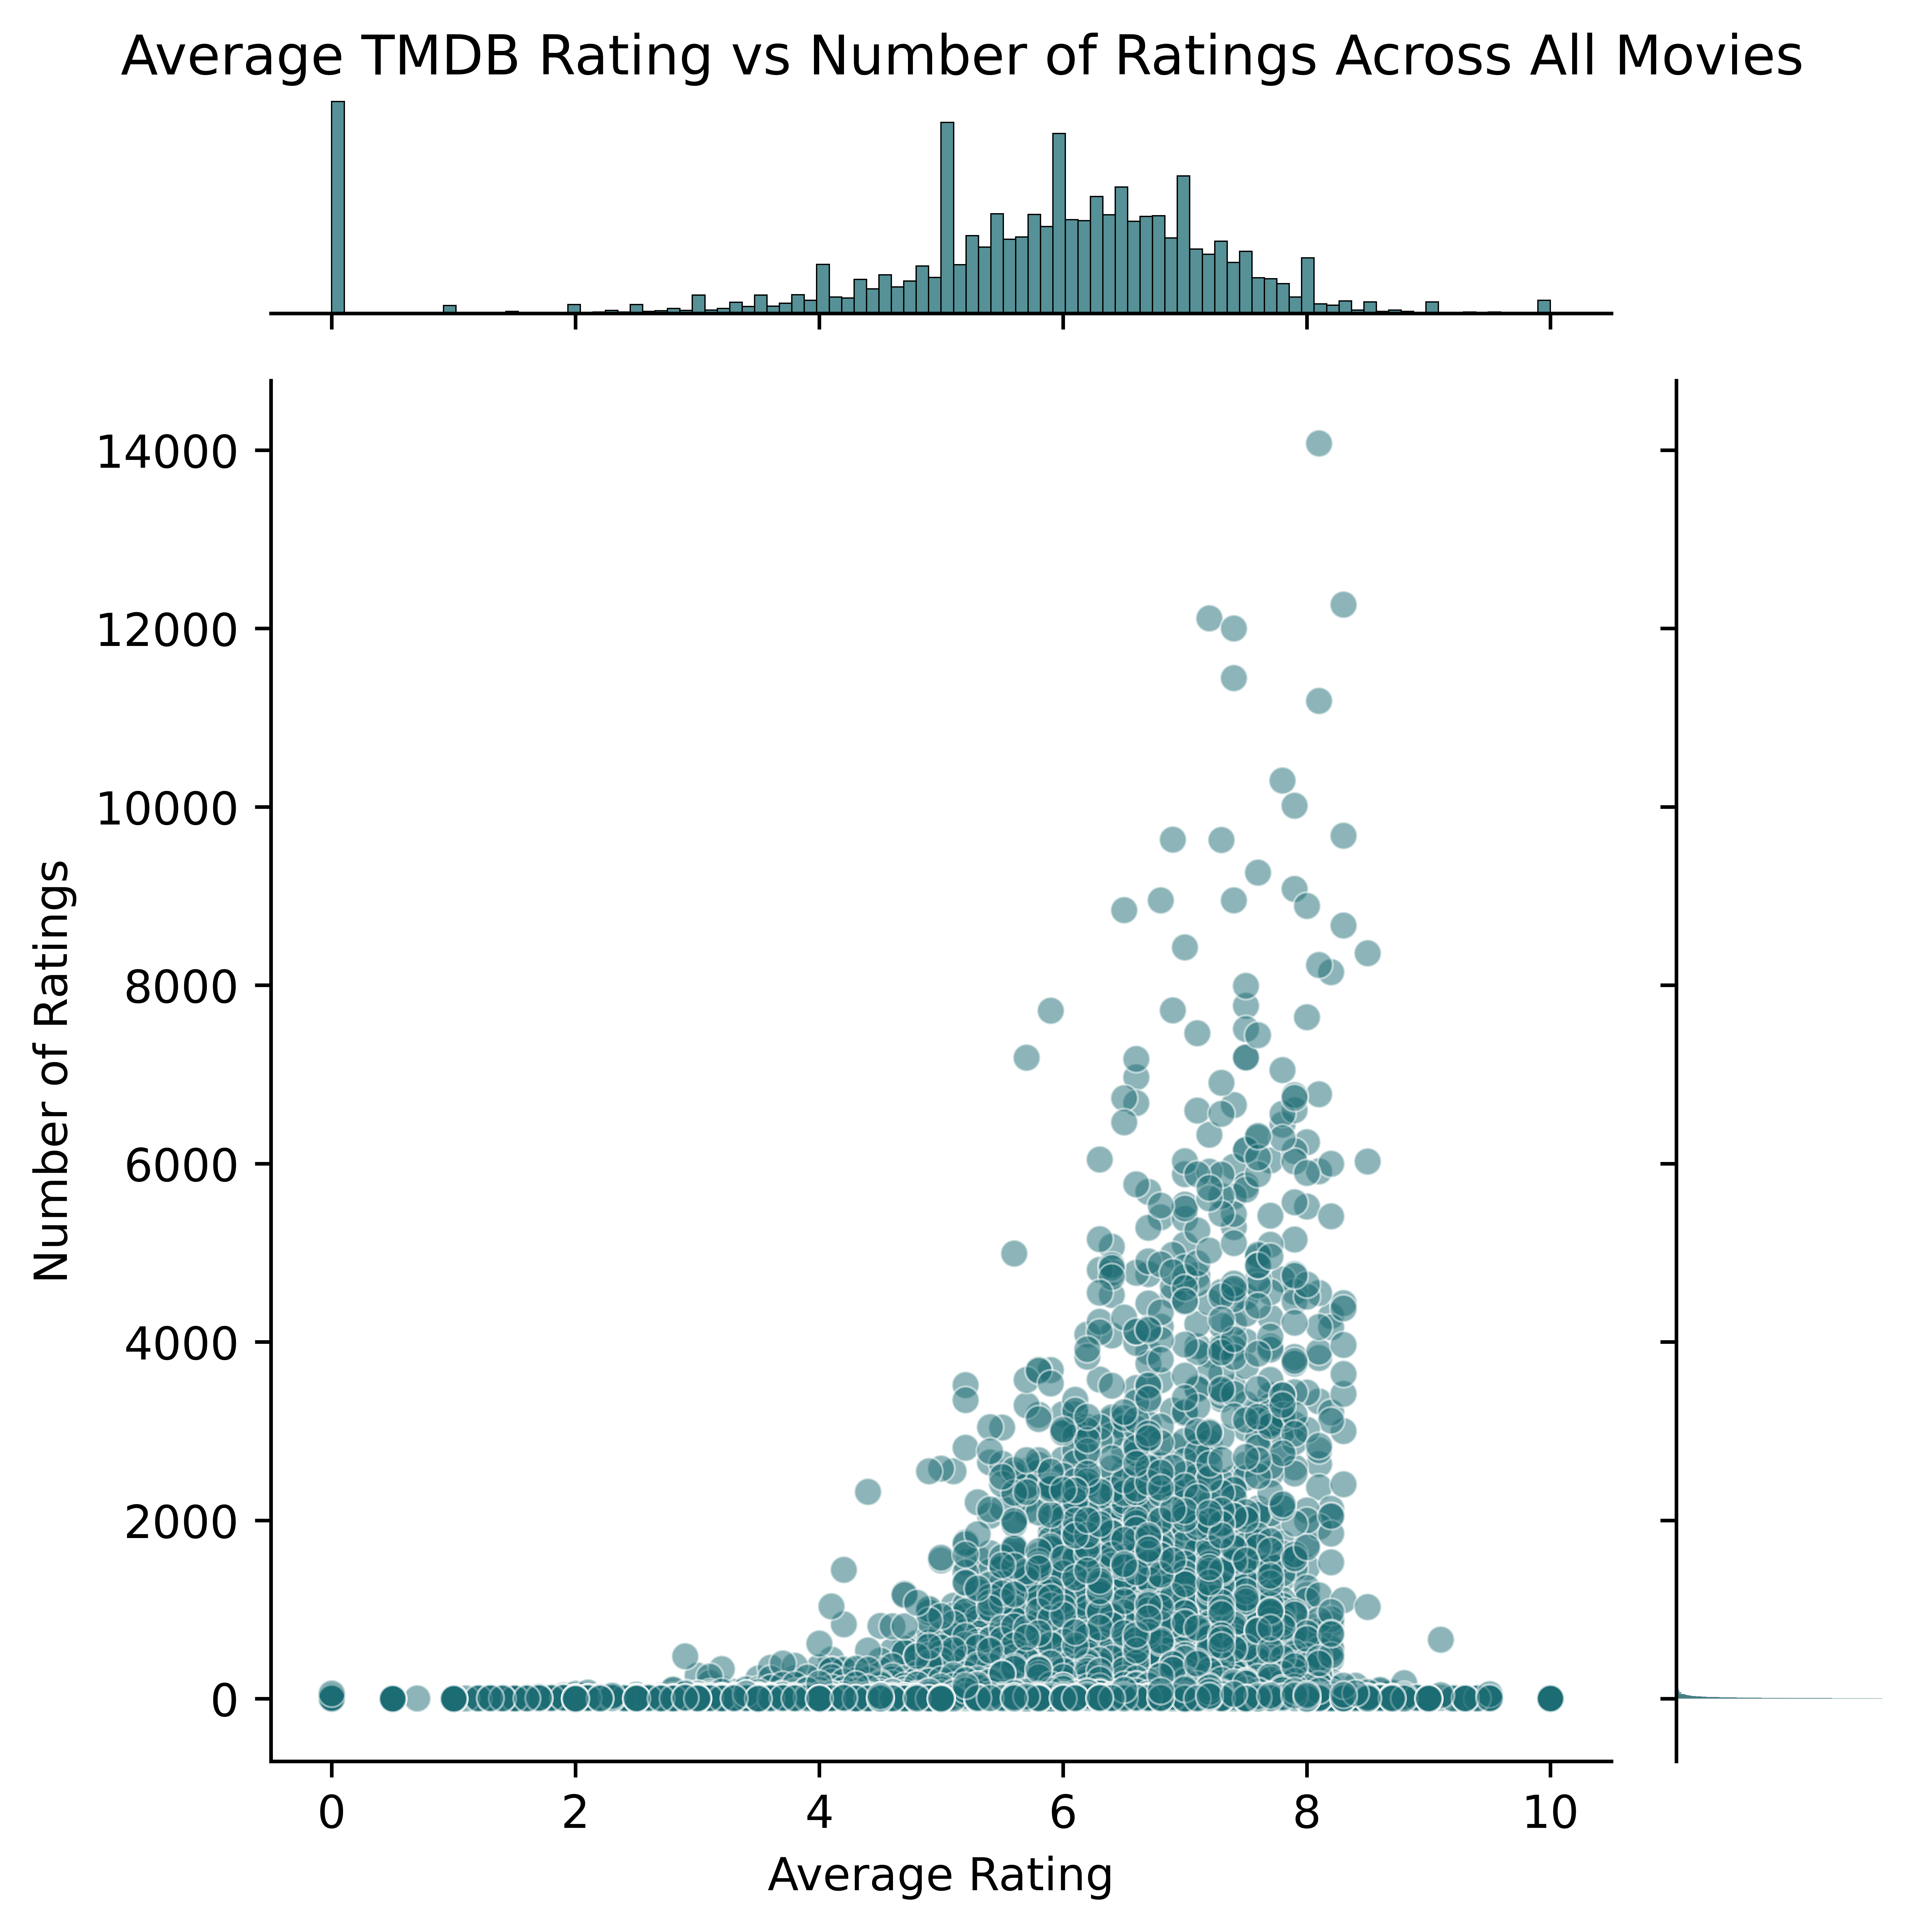 Average TMDB Rating vs Number of Ratings Across All Movies
14000
12000
10000
8000
6000
4000
2000
0
Number of Ratings
0 2 4 6 8 10
Average Rating